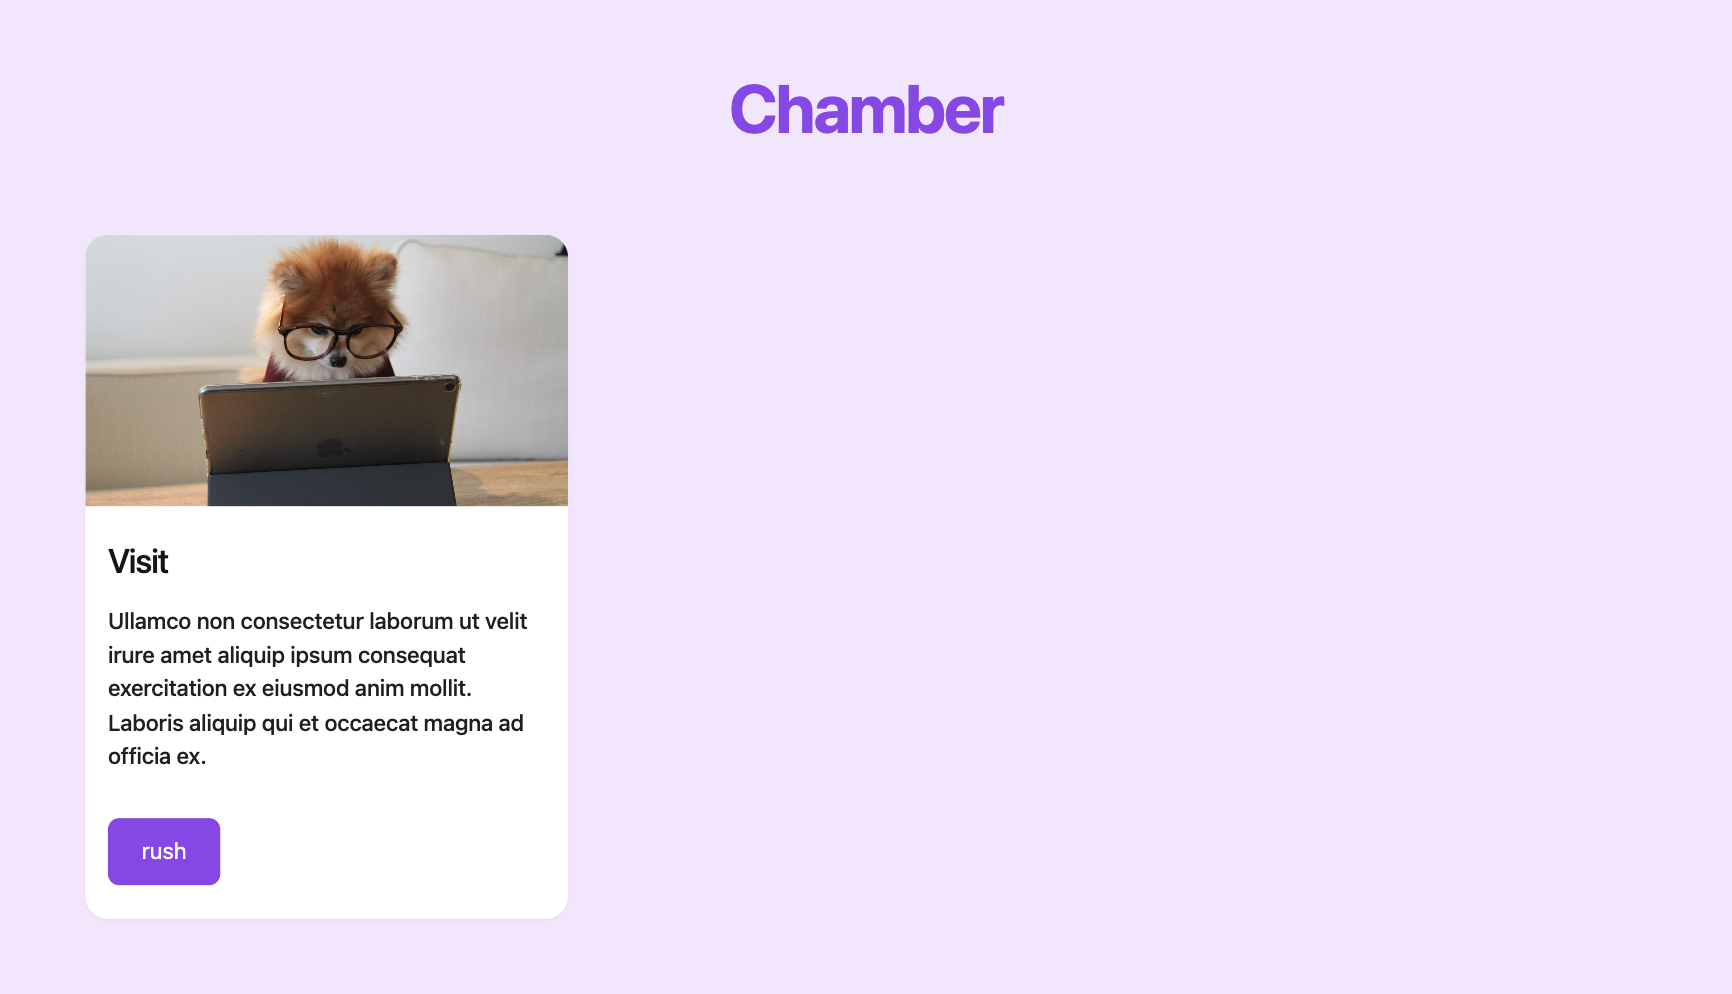 Chamber
Visit
Ullamco non consectetur laborum ut velit
irure amet aliquip ipsum consequat
exercitation ex eiusmod anim mollit.
Laboris aliquip qui et occaecat magna ad
officia ex.
rush